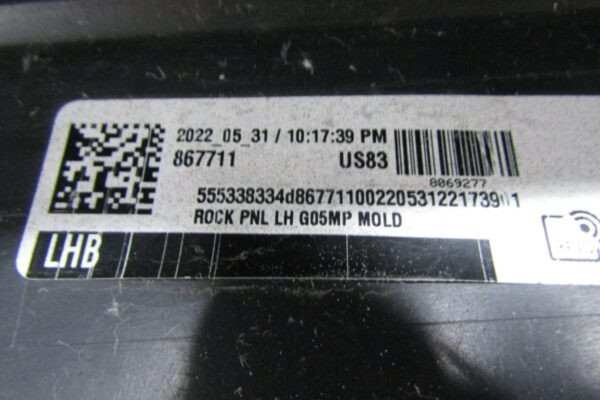 2022_05_31 / 10:17:39 PM
867711 US83
8069277
ROCK PNL LH G05MP MOLD
LHB